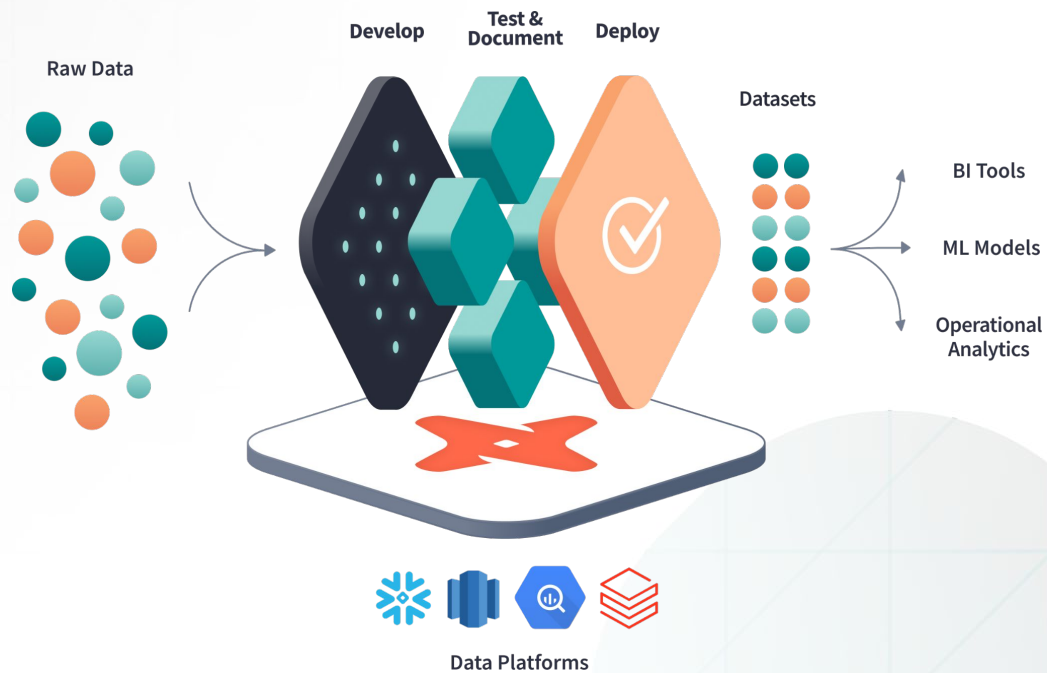 Raw Data
Develop
Test &
Document
Deploy
Datasets
BI Tools
ML Models
Operational
Analytics
Data Platforms